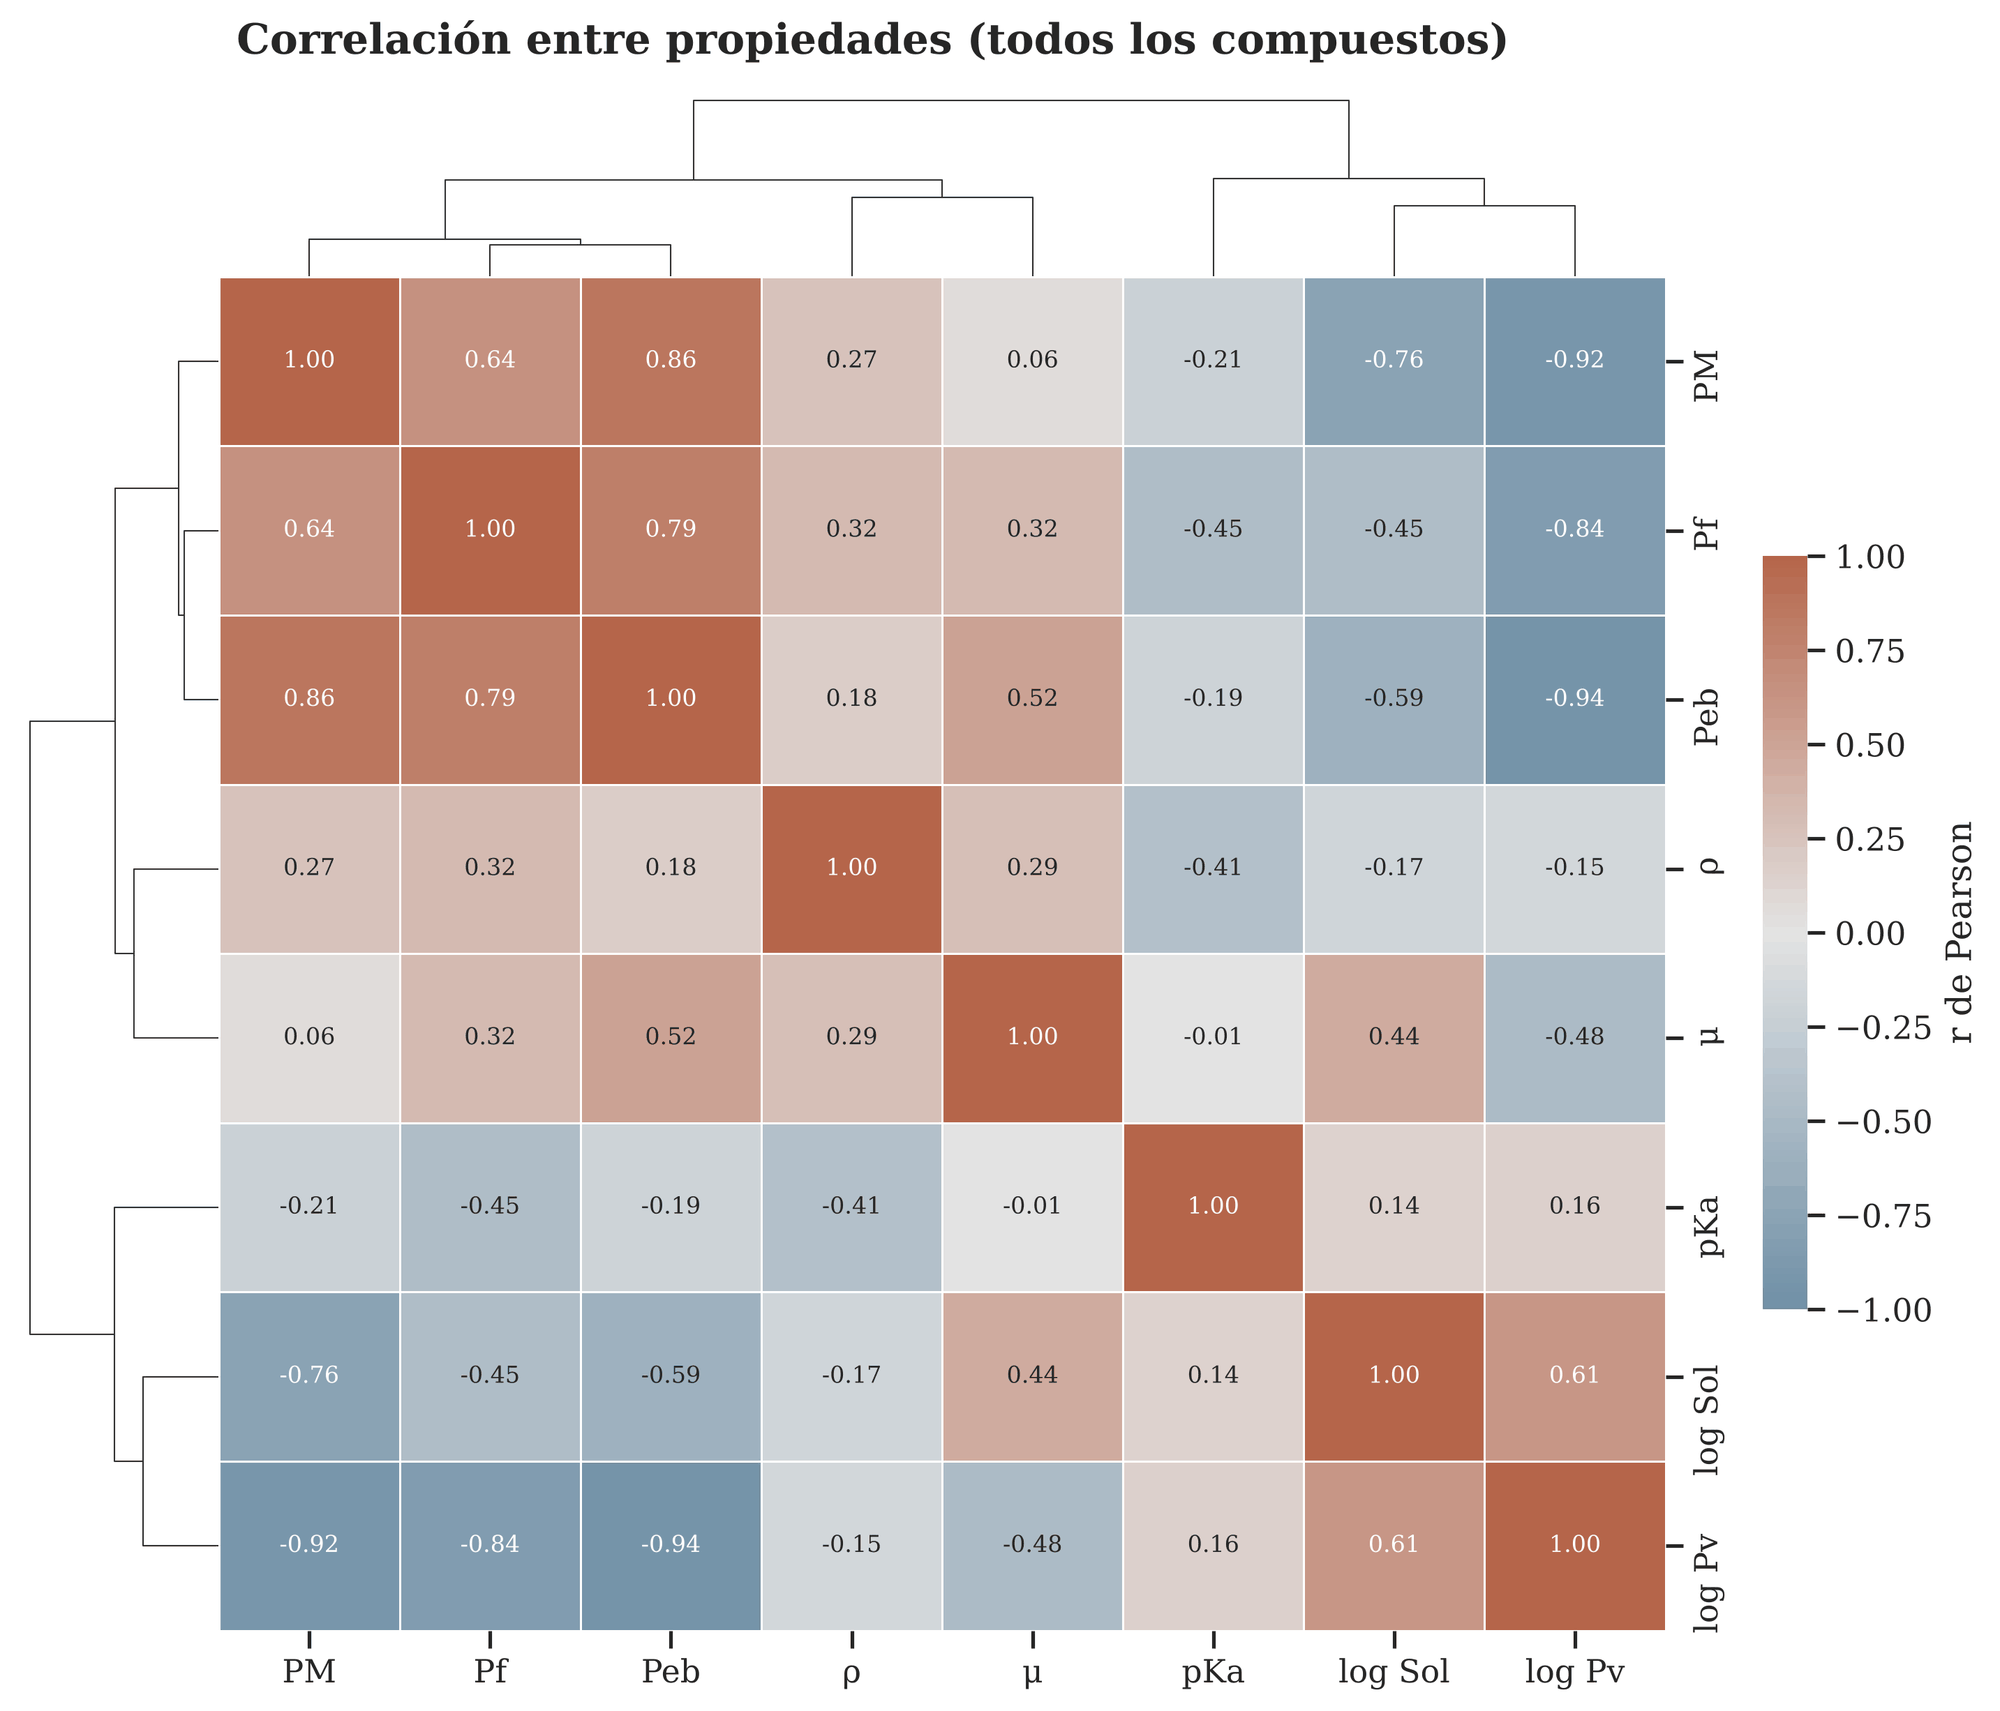 Correlación entre propiedades (todos los compuestos)
1.00 0.64 0.86 0.27 0.06 -0.21 -0.76 -0.92 PM
0.64 1.00 0.79 0.32 0.32 -0.45 -0.45 -0.84 Pf
0.86 0.79 1.00 0.18 0.52 -0.19 -0.59 -0.94 Peb
0.27 0.32 0.18 1.00 0.29 -0.41 -0.17 -0.15 ρ
0.06 0.32 0.52 0.29 1.00 -0.01 0.44 -0.48 μ
-0.21 -0.45 -0.19 -0.41 -0.01 1.00 0.14 0.16 pKa
-0.76 -0.45 -0.59 -0.17 0.44 0.14 1.00 0.61 log Sol
-0.92 -0.84 -0.94 -0.15 -0.48 0.16 0.61 1.00 log Pv
PM Pf Peb ρ μ pKa log Sol log Pv
1.00
0.75
0.50
0.25
0.00
−0.25
−0.50
−0.75
−1.00
r de Pearson